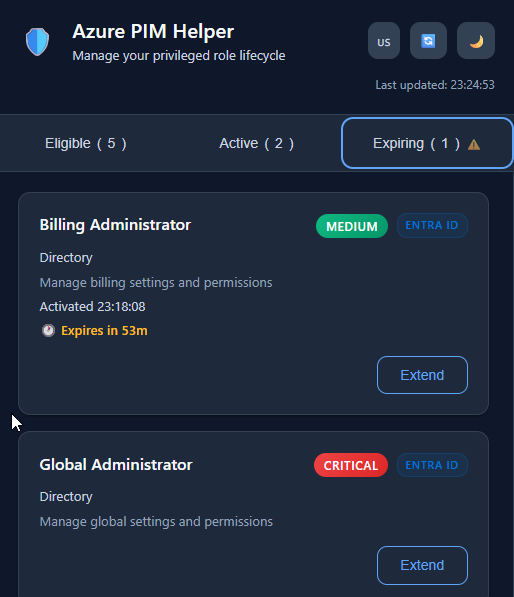 Azure PIM Helper
Manage your privileged role lifecycle
US
Last updated: 23:24:53
Eligible ( 5 )
Active ( 2 )
Expiring ( 1 )
Billing Administrator
MEDIUM
ENTRA ID
Directory
Manage billing settings and permissions
Activated 23:18:08
Expires in 53m
Extend
Global Administrator
CRITICAL
ENTRA ID
Directory
Manage global settings and permissions
Extend